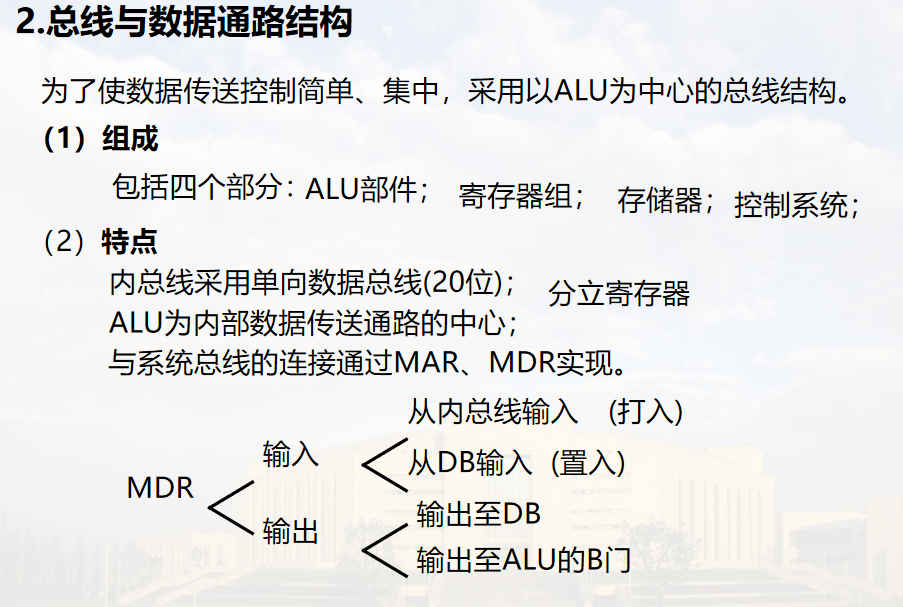 2.总线与数据通路结构
为了使数据传送控制简单、集中，采用以ALU为中心的总线结构。
（1）组成
包括四个部分：ALU部件； 寄存器组； 存储器；控制系统；
（2）特点
内总线采用单向数据总线(20位)； 分立寄存器
ALU为内部数据传送通路的中心；
与系统总线的连接通过MAR、MDR实现。
从内总线输入 (打入)
输入
从DB输入 (置入)
MDR
输出至DB
输出
输出至ALU的B门